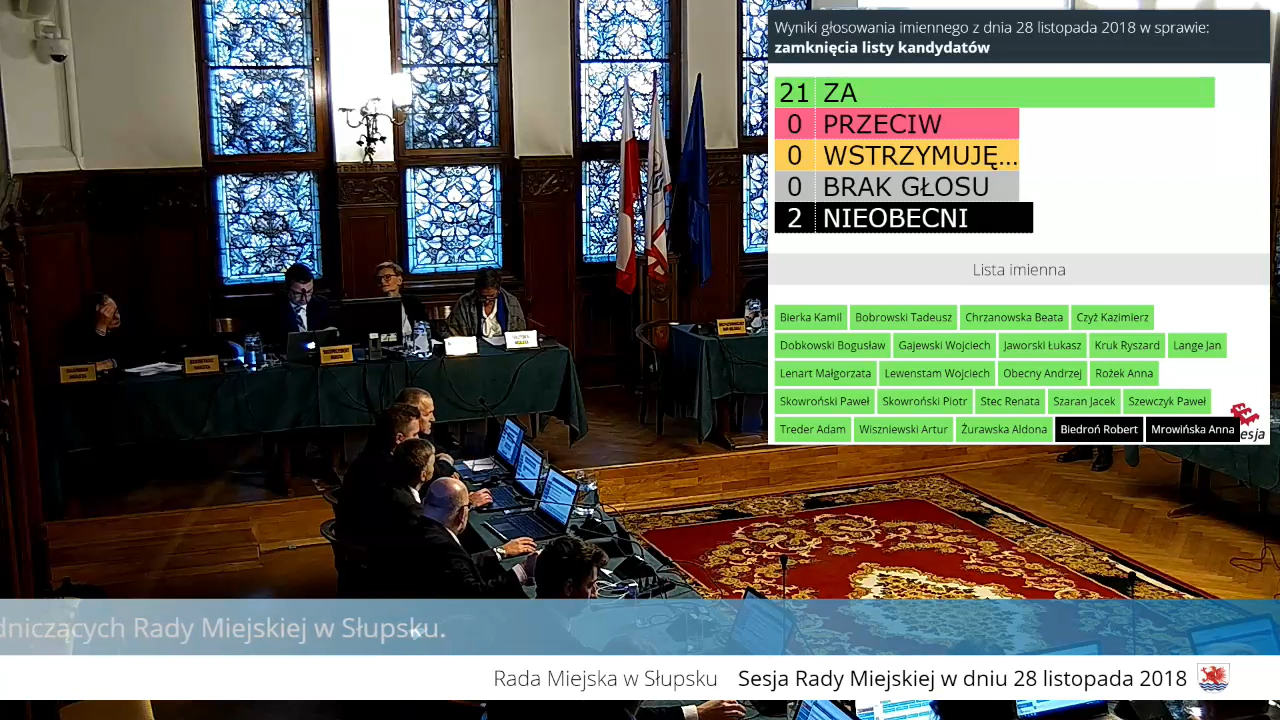 Wyniki głosowania imiennego z dnia 28 listopada 2018 w sprawie:
zamknięcia listy kandydatów
21 ZA
0 PRZECIW
0 WSTRZYMUJĘ...
0 BRAK GŁOSU
2 NIEOBECNI
Lista imienna
Bierka Kamil Bobrowski Tadeusz Chrzanowska Beata Czyż Kazimierz
Dobkowski Bogusław Gajewski Wojciech Jaworski Łukasz Kruk Ryszard Lange Jan
Lenart Małgorzata Lewenstam Wojciech Obecny Andrzej Rożek Anna
Skowroński Paweł Skowroński Piotr Stec Renata Szaran Jacek Szewczyk Paweł
Treder Adam Wiszniewski Artur Żurawska Aldona Biedroń Robert Mrowińska Anna esja
dniczących Rady Miejskiej w Słupsku.
Rada Miejska w Słupsku Sesja Rady Miejskiej w dniu 28 listopada 2018